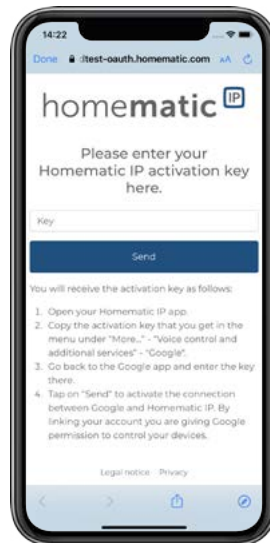 14:22
Done dtest-oauth.homematic.com AA
homematic IP
Please enter your
Homematic IP activation key
here.
Key
Send
You will receive the activation key as follows:
1. Open your Homematic IP app.
2. Copy the activation key that you get in the
menu under "More..." - "Voice control and
additional services" - "Google".
3. Go back to the Google app and enter the key
there.
4. Tap on "Send" to activate the connection
between Google and Homematic IP. By
linking your account you are giving Google
permission to control your devices.
Legal notice Privacy